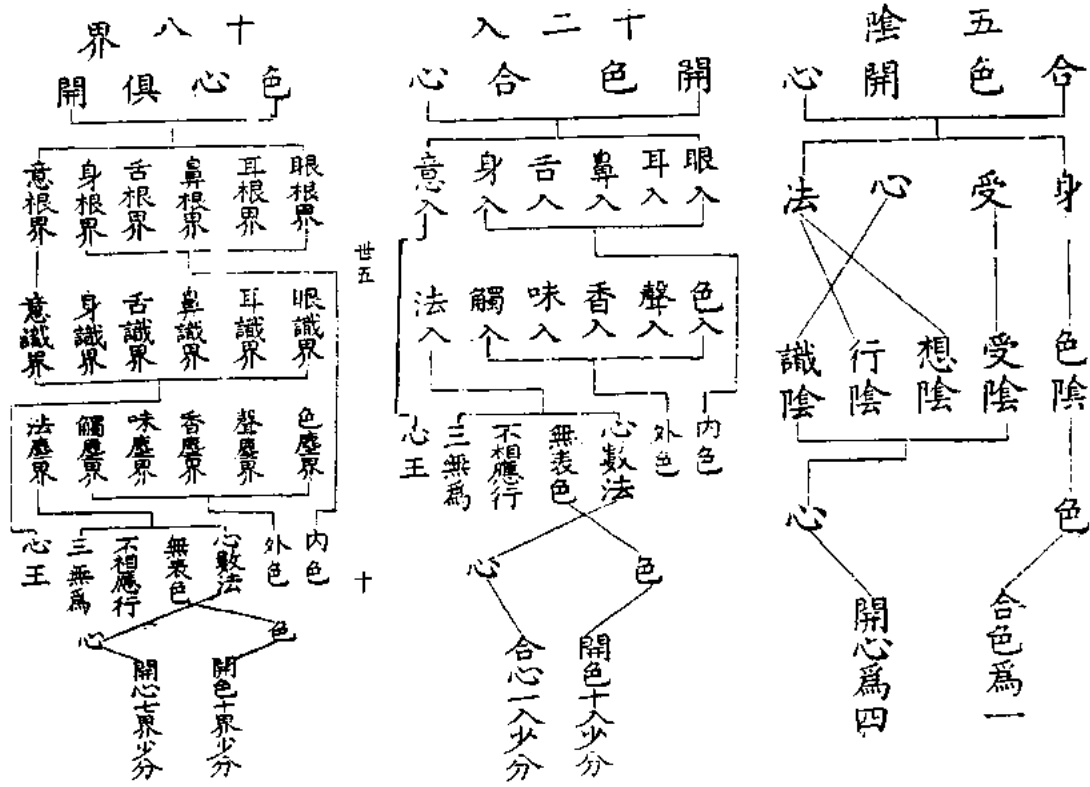 五陰
合色開心
身
受
心
法
色陰
受陰
想陰
行陰
識陰
色
心
合色為一
開心為四
十二入
開色合心
眼入
耳入
鼻入
舌入
身入
意入
色入
聲入
香入
味入
觸入
法入
內色
外色
心數法
無表色
不相應行
三無為
心王
色
心
開色十入少分
合心一入少分
卋五
十
十八界
色心俱開
眼根界
耳根界
鼻根界
舌根界
身根界
意根界
眼識界
耳識界
鼻識界
舌識界
身識界
意識界
色塵界
聲塵界
香塵界
味塵界
觸塵界
法塵界
內色
外色
心數法
無表色
不相應行
三無為
心王
色
心
開色十界少分
開心七界少分